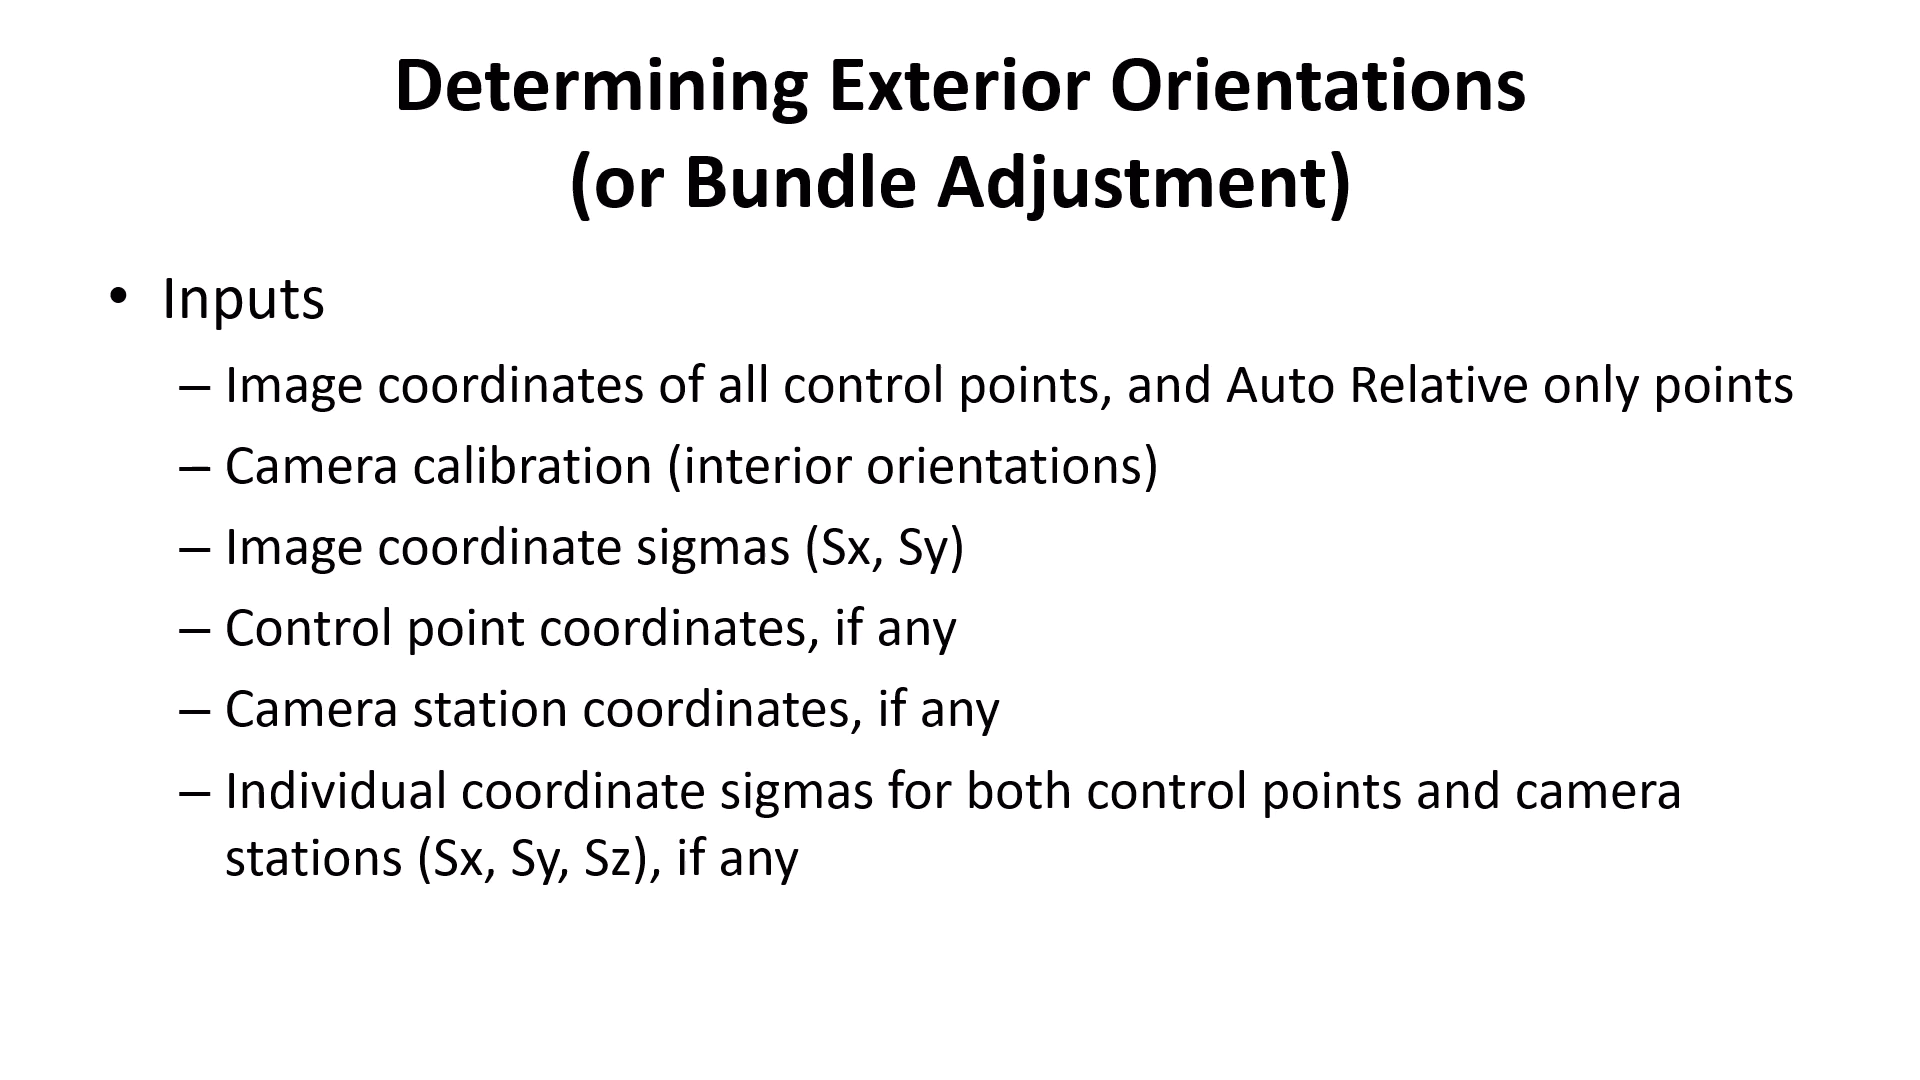 Determining Exterior Orientations
(or Bundle Adjustment)
• Inputs
– Image coordinates of all control points, and Auto Relative only points
– Camera calibration (interior orientations)
– Image coordinate sigmas (Sx, Sy)
– Control point coordinates, if any
– Camera station coordinates, if any
– Individual coordinate sigmas for both control points and camera
stations (Sx, Sy, Sz), if any